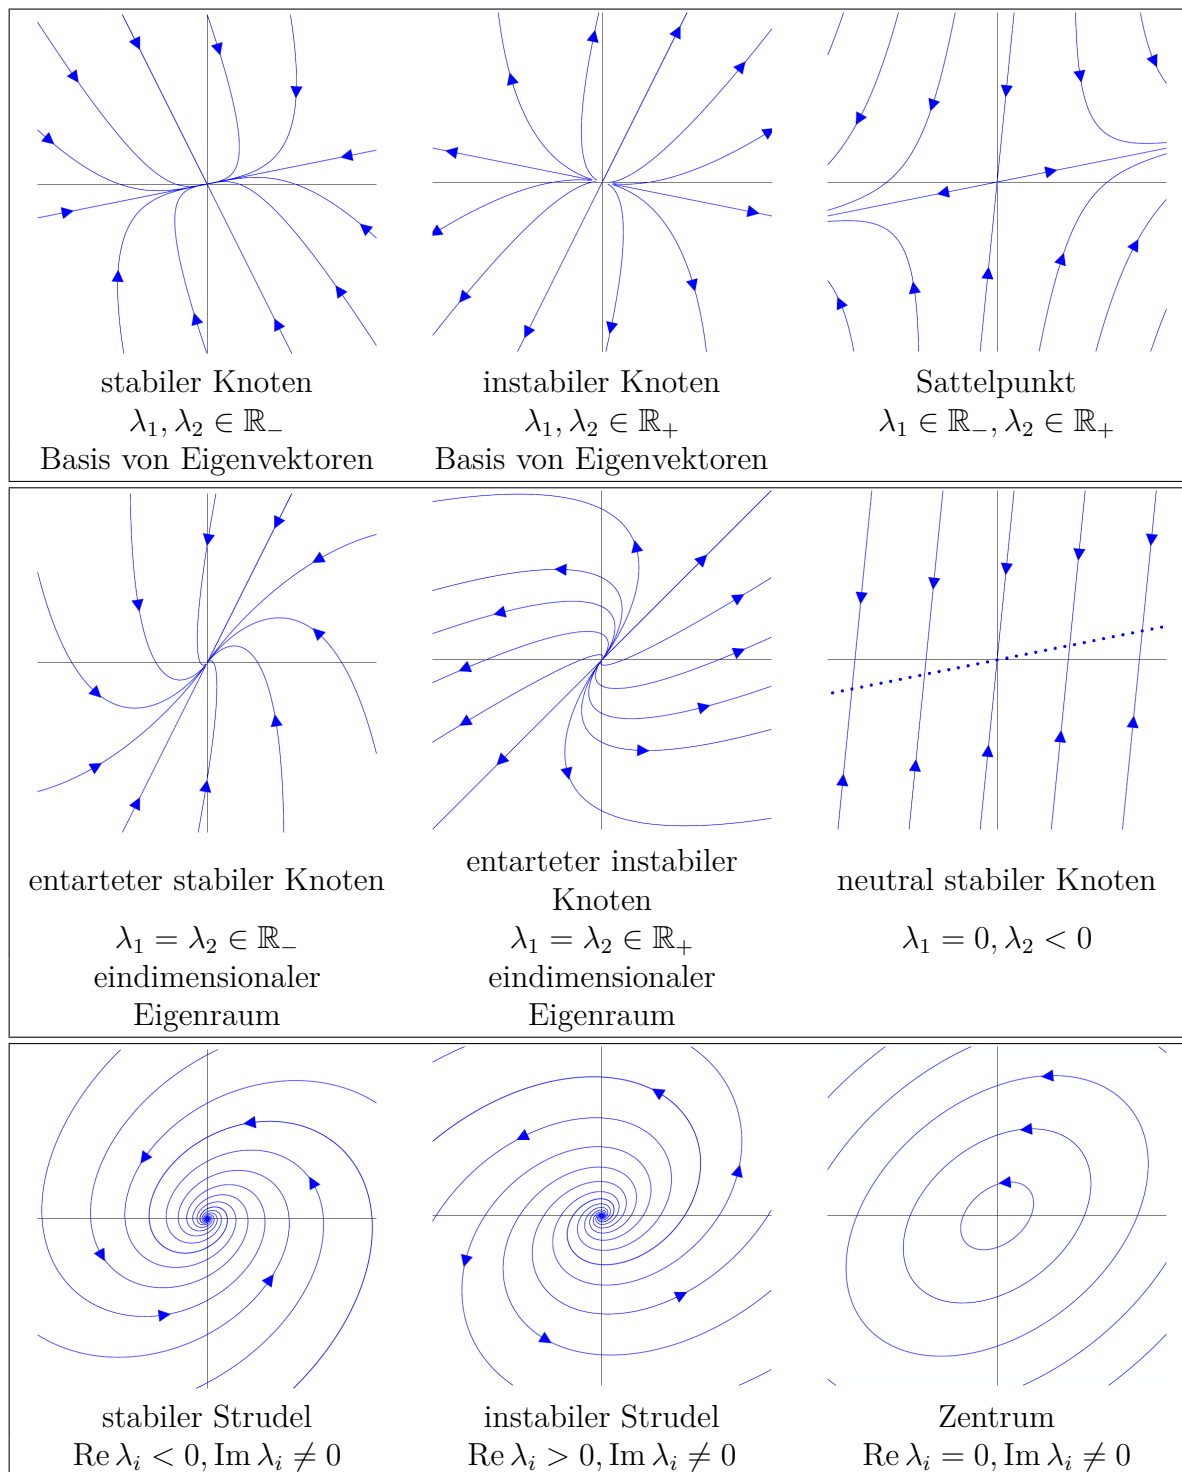 stabiler Knoten
λ₁, λ₂ ∈ ℝ₋
Basis von Eigenvektoren
instabiler Knoten
λ₁, λ₂ ∈ ℝ₊
Basis von Eigenvektoren
Sattelpunkt
λ₁ ∈ ℝ₋, λ₂ ∈ ℝ₊
entarteter stabiler Knoten
λ₁ = λ₂ ∈ ℝ₋
eindimensionaler
Eigenraum
entarteter instabiler
Knoten
λ₁ = λ₂ ∈ ℝ₊
eindimensionaler
Eigenraum
neutral stabiler Knoten
λ₁ = 0, λ₂ < 0
stabiler Strudel
Re λᵢ < 0, Im λᵢ ≠ 0
instabiler Strudel
Re λᵢ > 0, Im λᵢ ≠ 0
Zentrum
Re λᵢ = 0, Im λᵢ ≠ 0